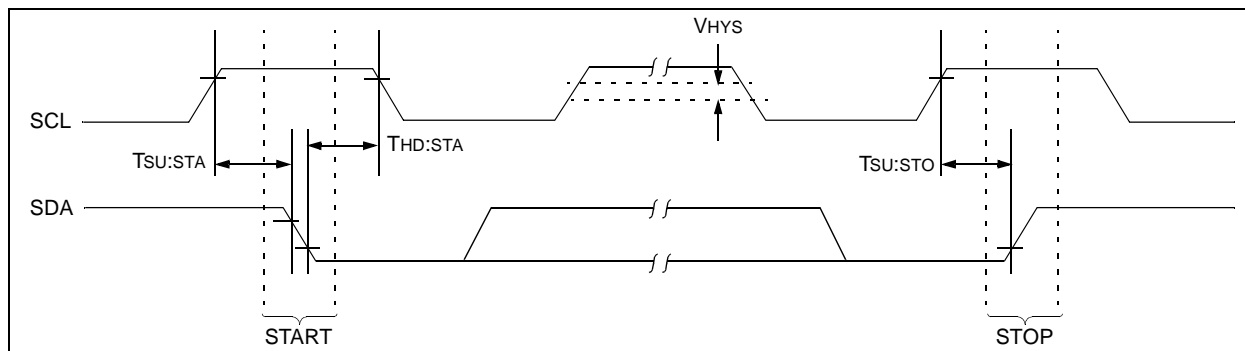 VHYS
SCL
TSU:STA
THD:STA
TSU:STO
SDA
START
STOP